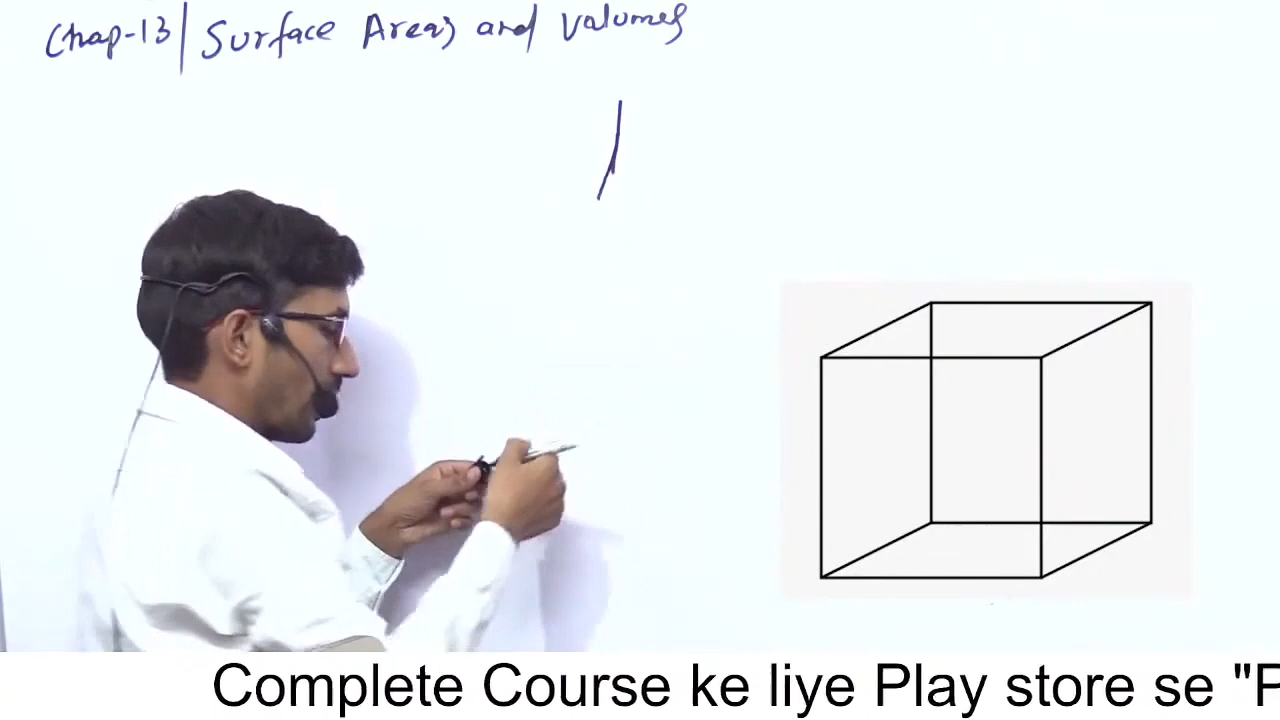 Chap-13 | Surface Areas and Volumes
Complete Course ke liye Play store se "P